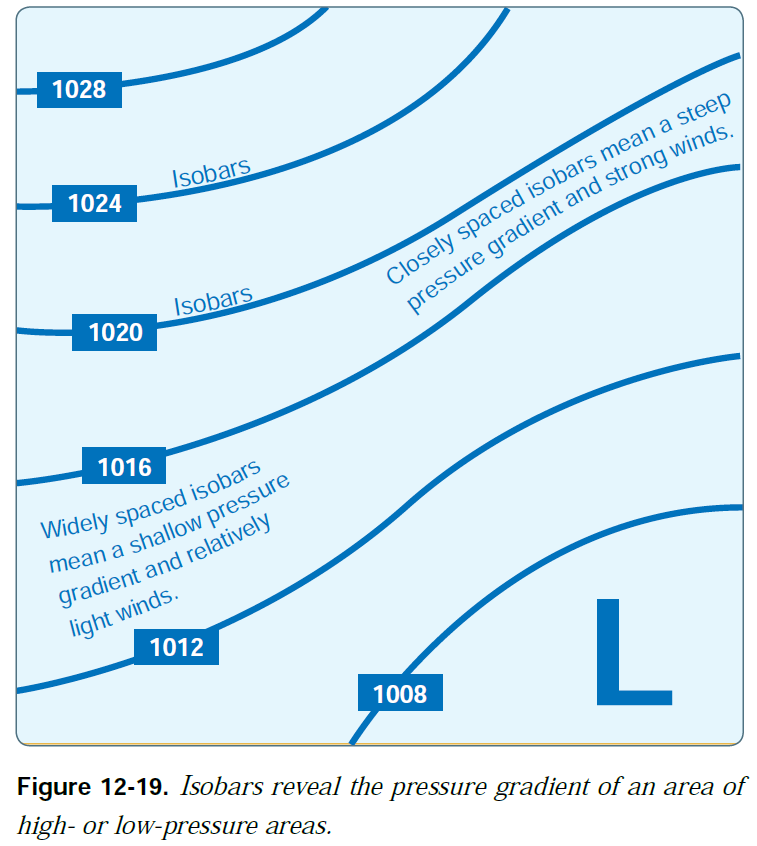 1028
Isobars
1024
Closely spaced isobars mean a steep
pressure gradient and strong winds.
Isobars
1020
1016
Widely spaced isobars
mean a shallow pressure
gradient and relatively
light winds.
1012
1008
L
Figure 12-19. Isobars reveal the pressure gradient of an area of
high- or low-pressure areas.